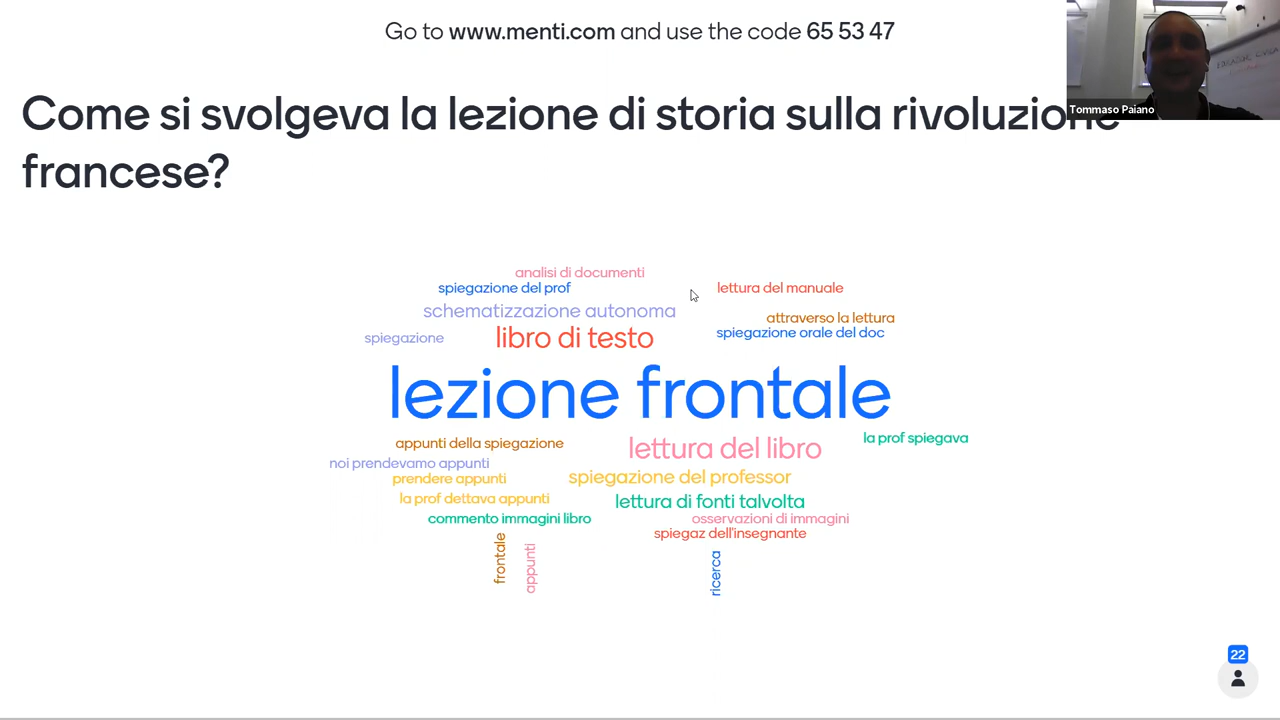 Go to www.menti.com and use the code 65 53 47
Tommaso Paiano
Come si svolgeva la lezione di storia sulla rivoluzione
francese?
analisi di documenti
spiegazione del prof
lettura del manuale
schematizzazione autonoma
attraverso la lettura
spiegazione
libro di testo
spiegazione orale del doc
lezione frontale
appunti della spiegazione
lettura del libro
la prof spiegava
noi prendevamo appunti
prendere appunti
spiegazione del professor
la prof dettava appunti
lettura di fonti talvolta
commento immagini libro
osservazioni di immagini
spiegaz dell'insegnante
frontale
appunti
ricerca
22